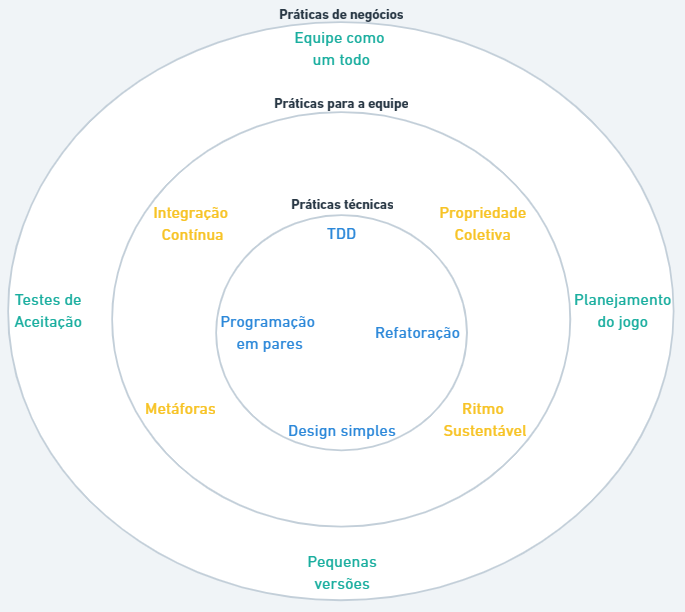 Práticas de negócios
Equipe como
um todo
Práticas para a equipe
Práticas técnicas
Integração
Contínua
Propriedade
Coletiva
TDD
Testes de
Aceitação
Planejamento
do jogo
Programação
em pares
Refatoração
Metáforas
Ritmo
Sustentável
Design simples
Pequenas
versões